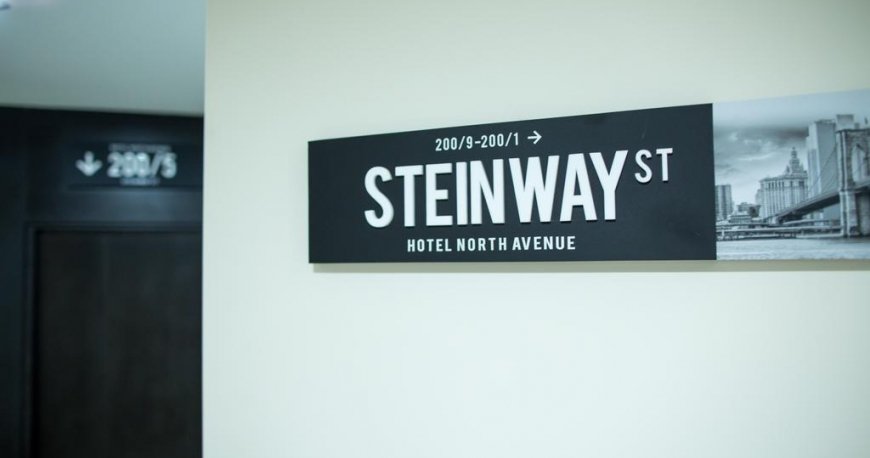 200/9-200/1 →
STEINWAY ST
HOTEL NORTH AVENUE
↓ 200/5